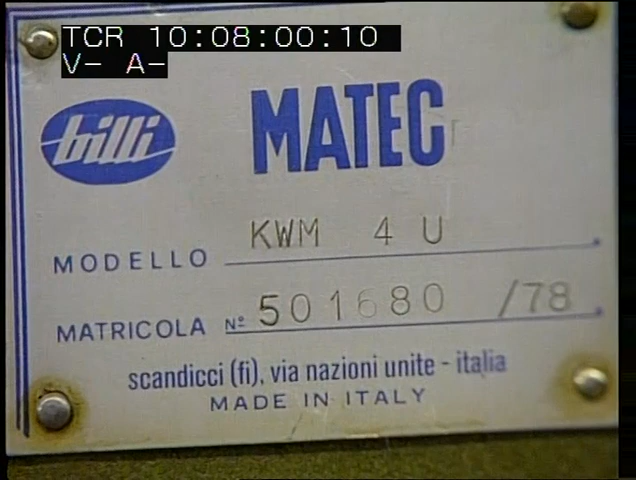 TCR 10:08:00:10
V- A-
billi MATEC
MODELLO KWM 4 U
MATRICOLA Nº 501680 /78
scandicci (fi), via nazioni unite - italia
MADE IN ITALY